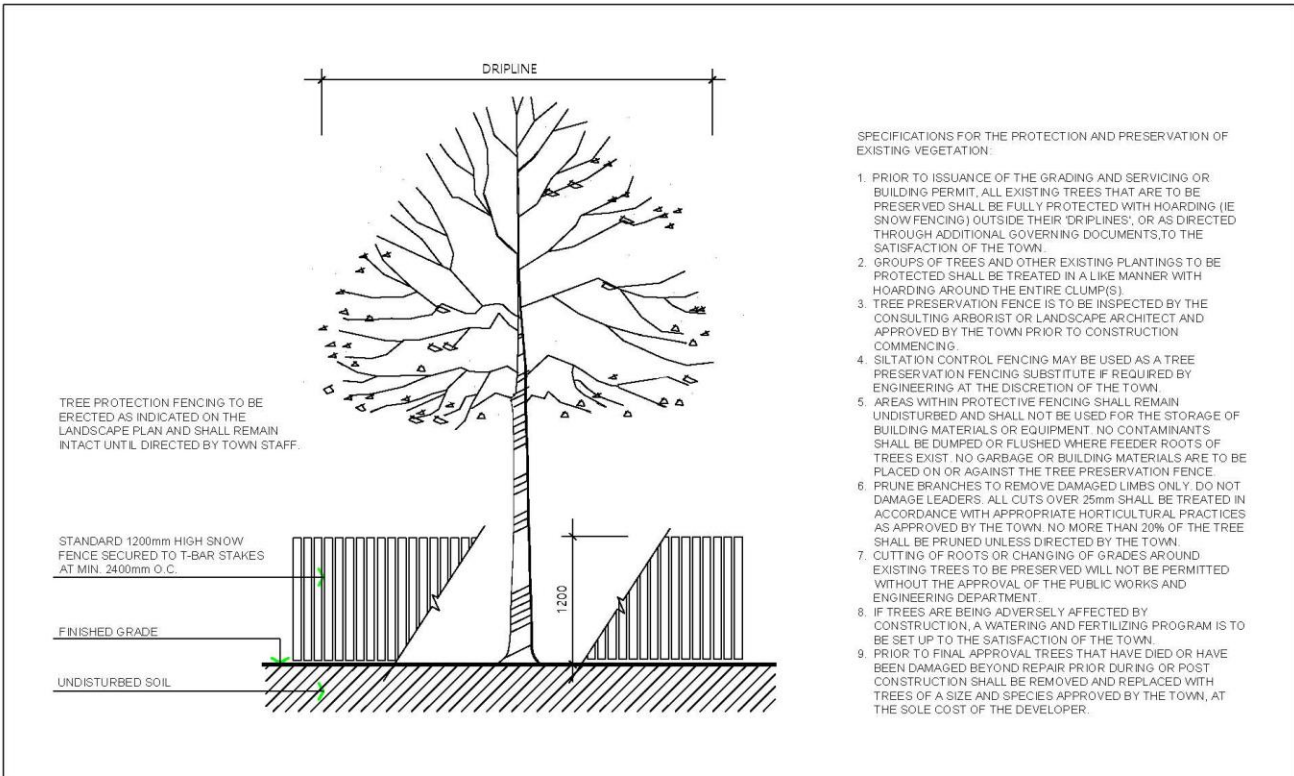 DRIPLINE
TREE PROTECTION FENCING TO BE
ERECTED AS INDICATED ON THE
LANDSCAPE PLAN AND SHALL REMAIN
INTACT UNTIL DIRECTED BY TOWN STAFF.
STANDARD 1200mm HIGH SNOW
FENCE SECURED TO T-BAR STAKES
AT MIN. 2400mm O.C.
FINISHED GRADE
UNDISTURBED SOIL
1200
SPECIFICATIONS FOR THE PROTECTION AND PRESERVATION OF
EXISTING VEGETATION:
1. PRIOR TO ISSUANCE OF THE GRADING AND SERVICING OR
BUILDING PERMIT, ALL EXISTING TREES THAT ARE TO BE
PRESERVED SHALL BE FULLY PROTECTED WITH HOARDING (IE
SNOW FENCING) OUTSIDE THEIR 'DRIPLINES', OR AS DIRECTED
THROUGH ADDITIONAL GOVERNING DOCUMENTS,TO THE
SATISFACTION OF THE TOWN.
2. GROUPS OF TREES AND OTHER EXISTING PLANTINGS TO BE
PROTECTED SHALL BE TREATED IN A LIKE MANNER WITH
HOARDING AROUND THE ENTIRE CLUMP(S).
3. TREE PRESERVATION FENCE IS TO BE INSPECTED BY THE
CONSULTING ARBORIST OR LANDSCAPE ARCHITECT AND
APPROVED BY THE TOWN PRIOR TO CONSTRUCTION
COMMENCING.
4. SILTATION CONTROL FENCING MAY BE USED AS A TREE
PRESERVATION FENCING SUBSTITUTE IF REQUIRED BY
ENGINEERING AT THE DISCRETION OF THE TOWN.
5. AREAS WITHIN PROTECTIVE FENCING SHALL REMAIN
UNDISTURBED AND SHALL NOT BE USED FOR THE STORAGE OF
BUILDING MATERIALS OR EQUIPMENT. NO CONTAMINANTS
SHALL BE DUMPED OR FLUSHED WHERE FEEDER ROOTS OF
TREES EXIST. NO GARBAGE OR BUILDING MATERIALS ARE TO BE
PLACED ON OR AGAINST THE TREE PRESERVATION FENCE.
6. PRUNE BRANCHES TO REMOVE DAMAGED LIMBS ONLY. DO NOT
DAMAGE LEADERS. ALL CUTS OVER 25mm SHALL BE TREATED IN
ACCORDANCE WITH APPROPRIATE HORTICULTURAL PRACTICES
AS APPROVED BY THE TOWN. NO MORE THAN 20% OF THE TREE
SHALL BE PRUNED UNLESS DIRECTED BY THE TOWN.
7. CUTTING OF ROOTS OR CHANGING OF GRADES AROUND
EXISTING TREES TO BE PRESERVED WILL NOT BE PERMITTED
WITHOUT THE APPROVAL OF THE PUBLIC WORKS AND
ENGINEERING DEPARTMENT.
8. IF TREES ARE BEING ADVERSELY AFFECTED BY
CONSTRUCTION, A WATERING AND FERTILIZING PROGRAM IS TO
BE SET UP TO THE SATISFACTION OF THE TOWN.
9. PRIOR TO FINAL APPROVAL TREES THAT HAVE DIED OR HAVE
BEEN DAMAGED BEYOND REPAIR PRIOR DURING OR POST
CONSTRUCTION SHALL BE REMOVED AND REPLACED WITH
TREES OF A SIZE AND SPECIES APPROVED BY THE TOWN, AT
THE SOLE COST OF THE DEVELOPER.